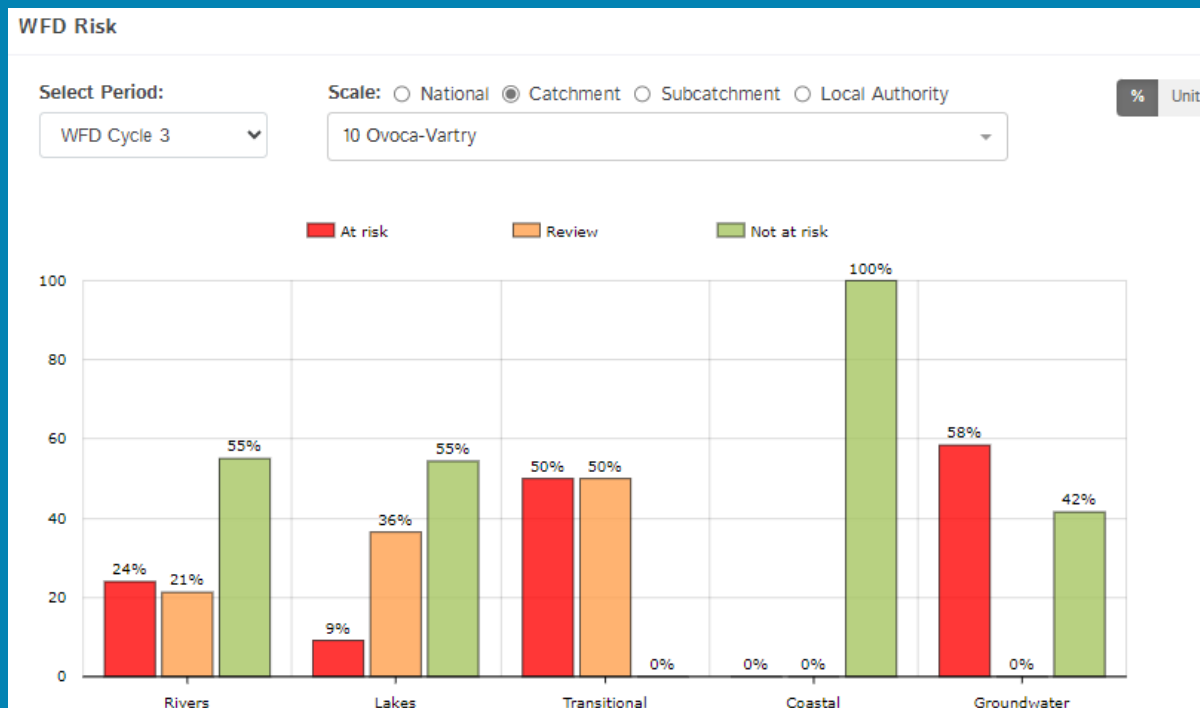 WFD Risk
Select Period:
Scale: National Catchment Subcatchment Local Authority
% Unit
WFD Cycle 3
10 Ovoca-Vartry
At risk Review Not at risk
100
80
60
40
20
0
24% 21% 55%
9% 36% 55%
50% 50% 0%
0% 0% 100%
58% 0% 42%
Rivers Lakes Transitional Coastal Groundwater